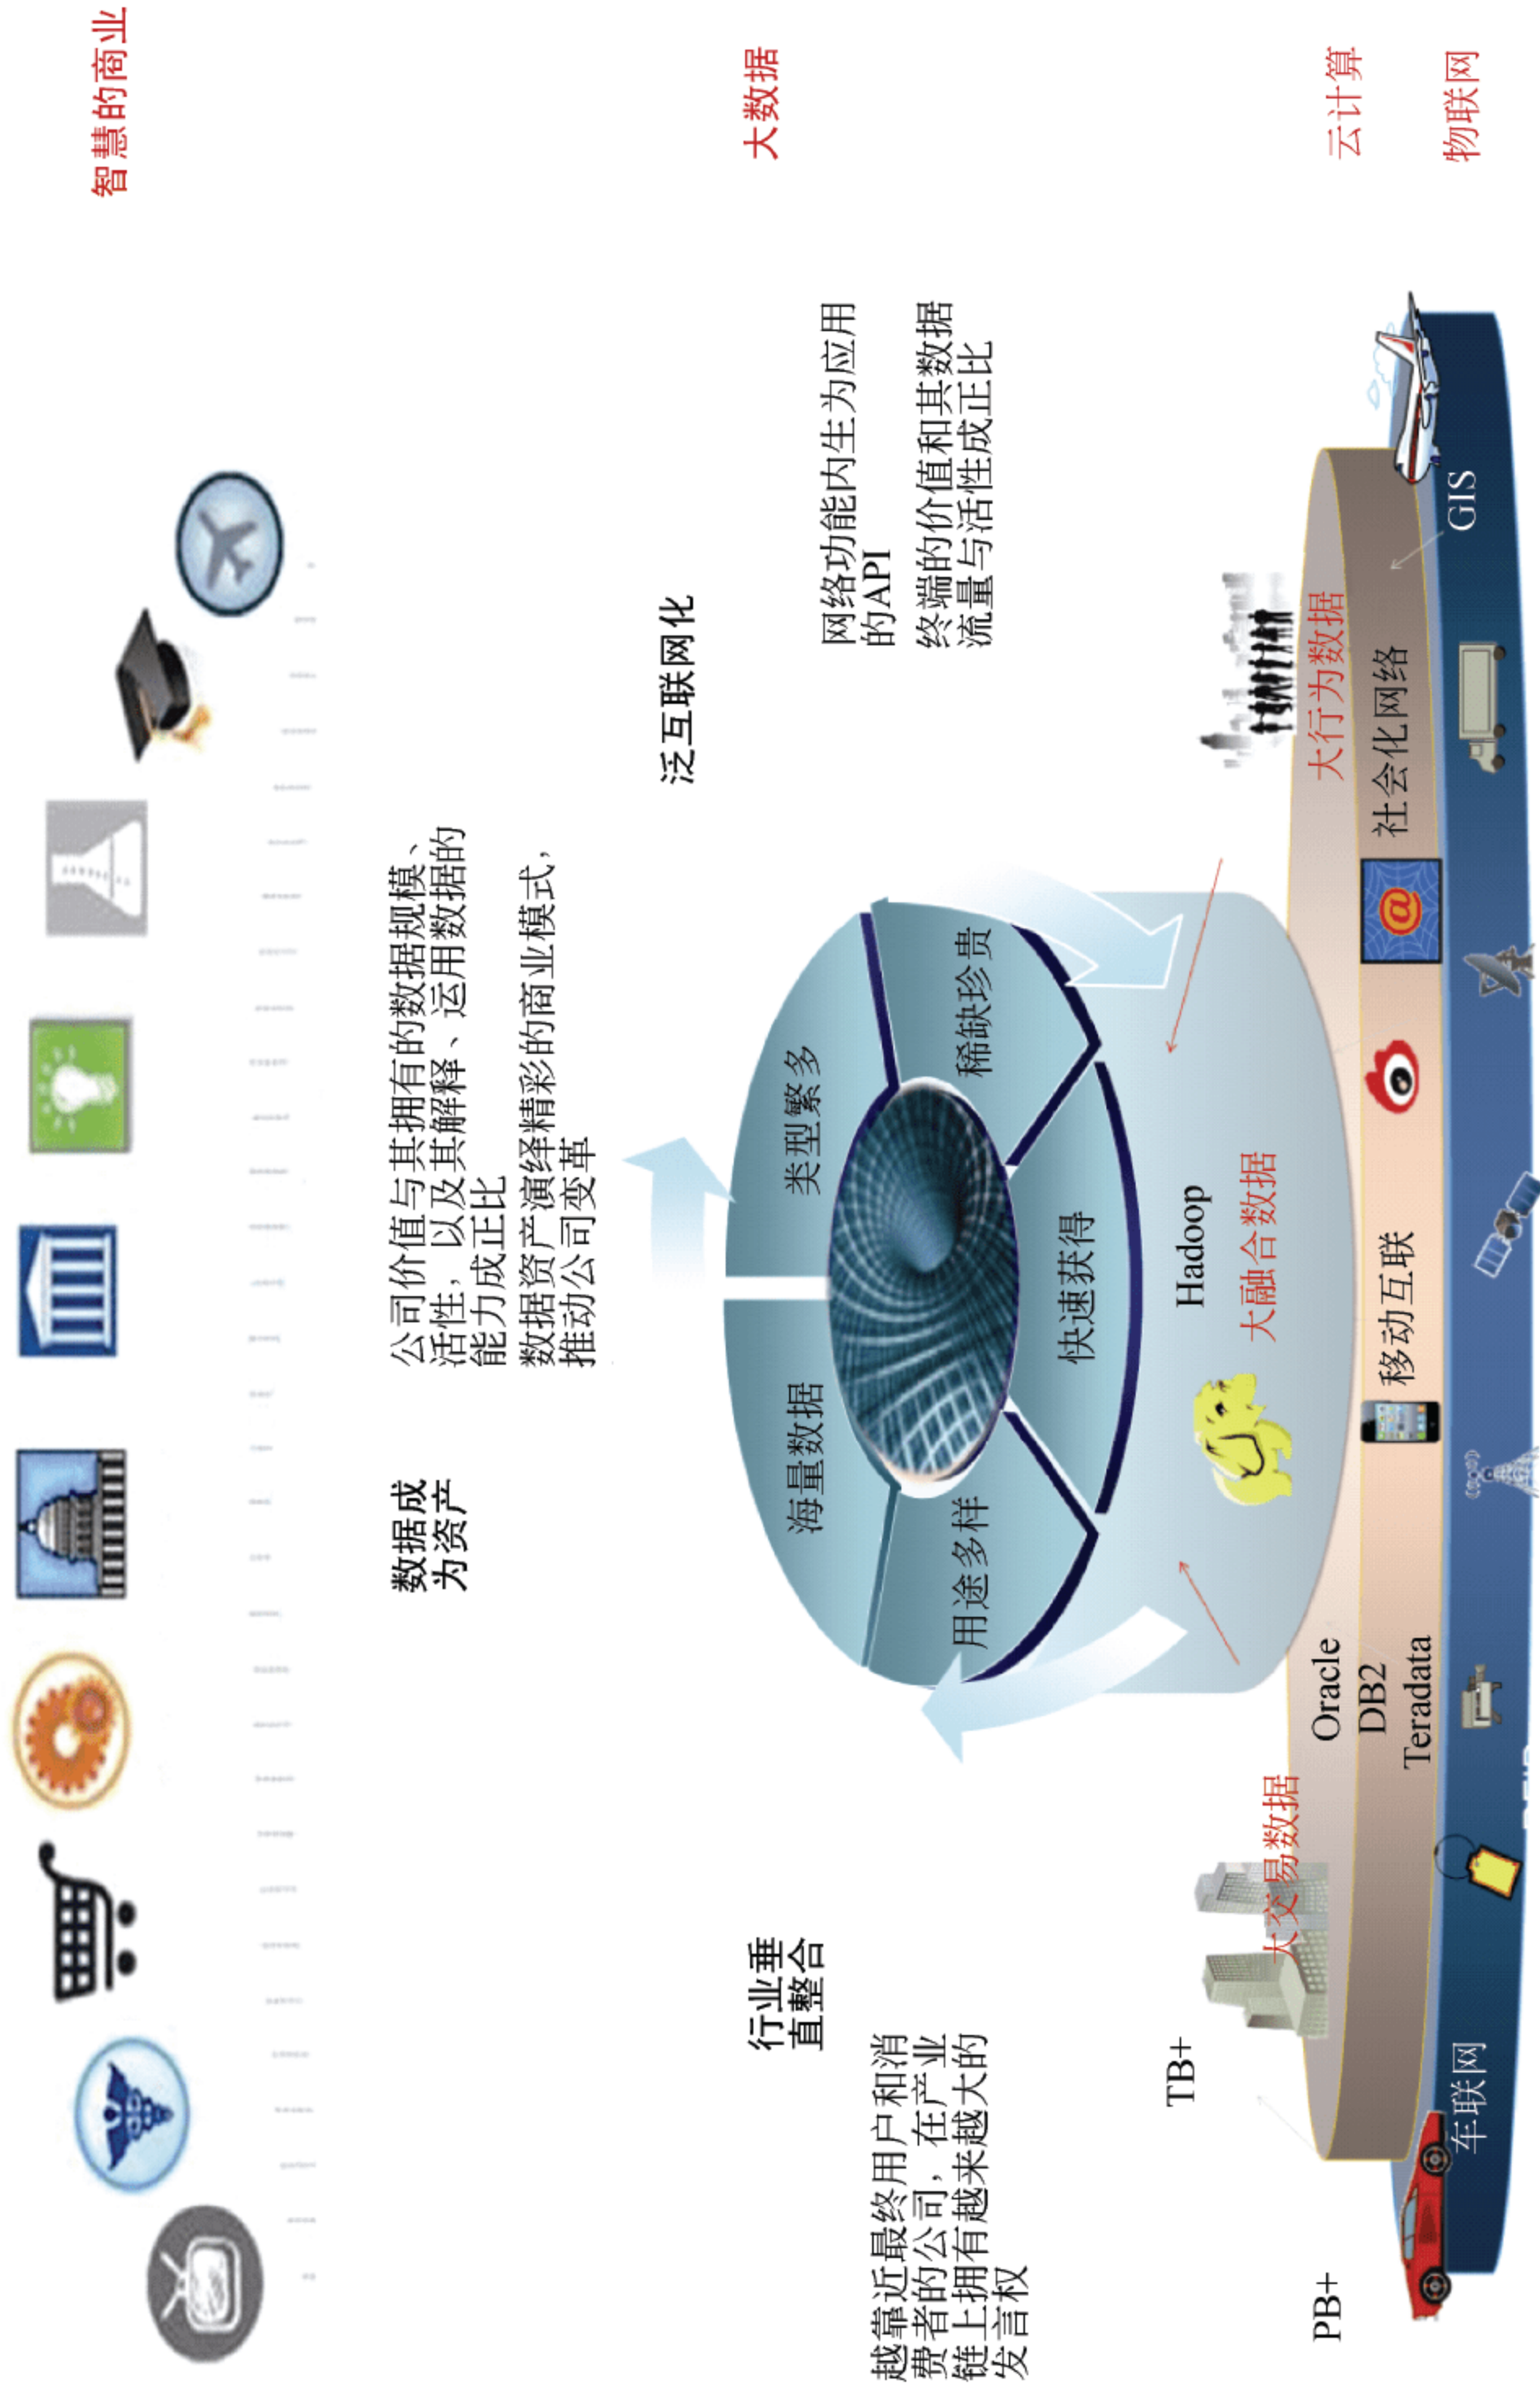 智慧的商业
数据成
为资产
公司价值与其拥有的数据规模、
活性，以及其解释、运用数据的
能力成正比
数据资产演绎精彩的商业模式，
推动公司变革
泛互联网化
大数据
行业垂
直整合
网络功能内生为应用
的API
终端的价值和其数据
流量与活性成正比
越靠近最终用户和消
费者的公司，在产业
链上拥有越来越大的
发言权
海量数据
类型繁多
用途多样
稀缺珍贵
快速获得
TB+
Hadoop
大融合数据
大交易数据
大行为数据
PB+
Oracle
DB2
Teradata
移动互联
@
社会化网络
云计算
车联网
GIS
物联网